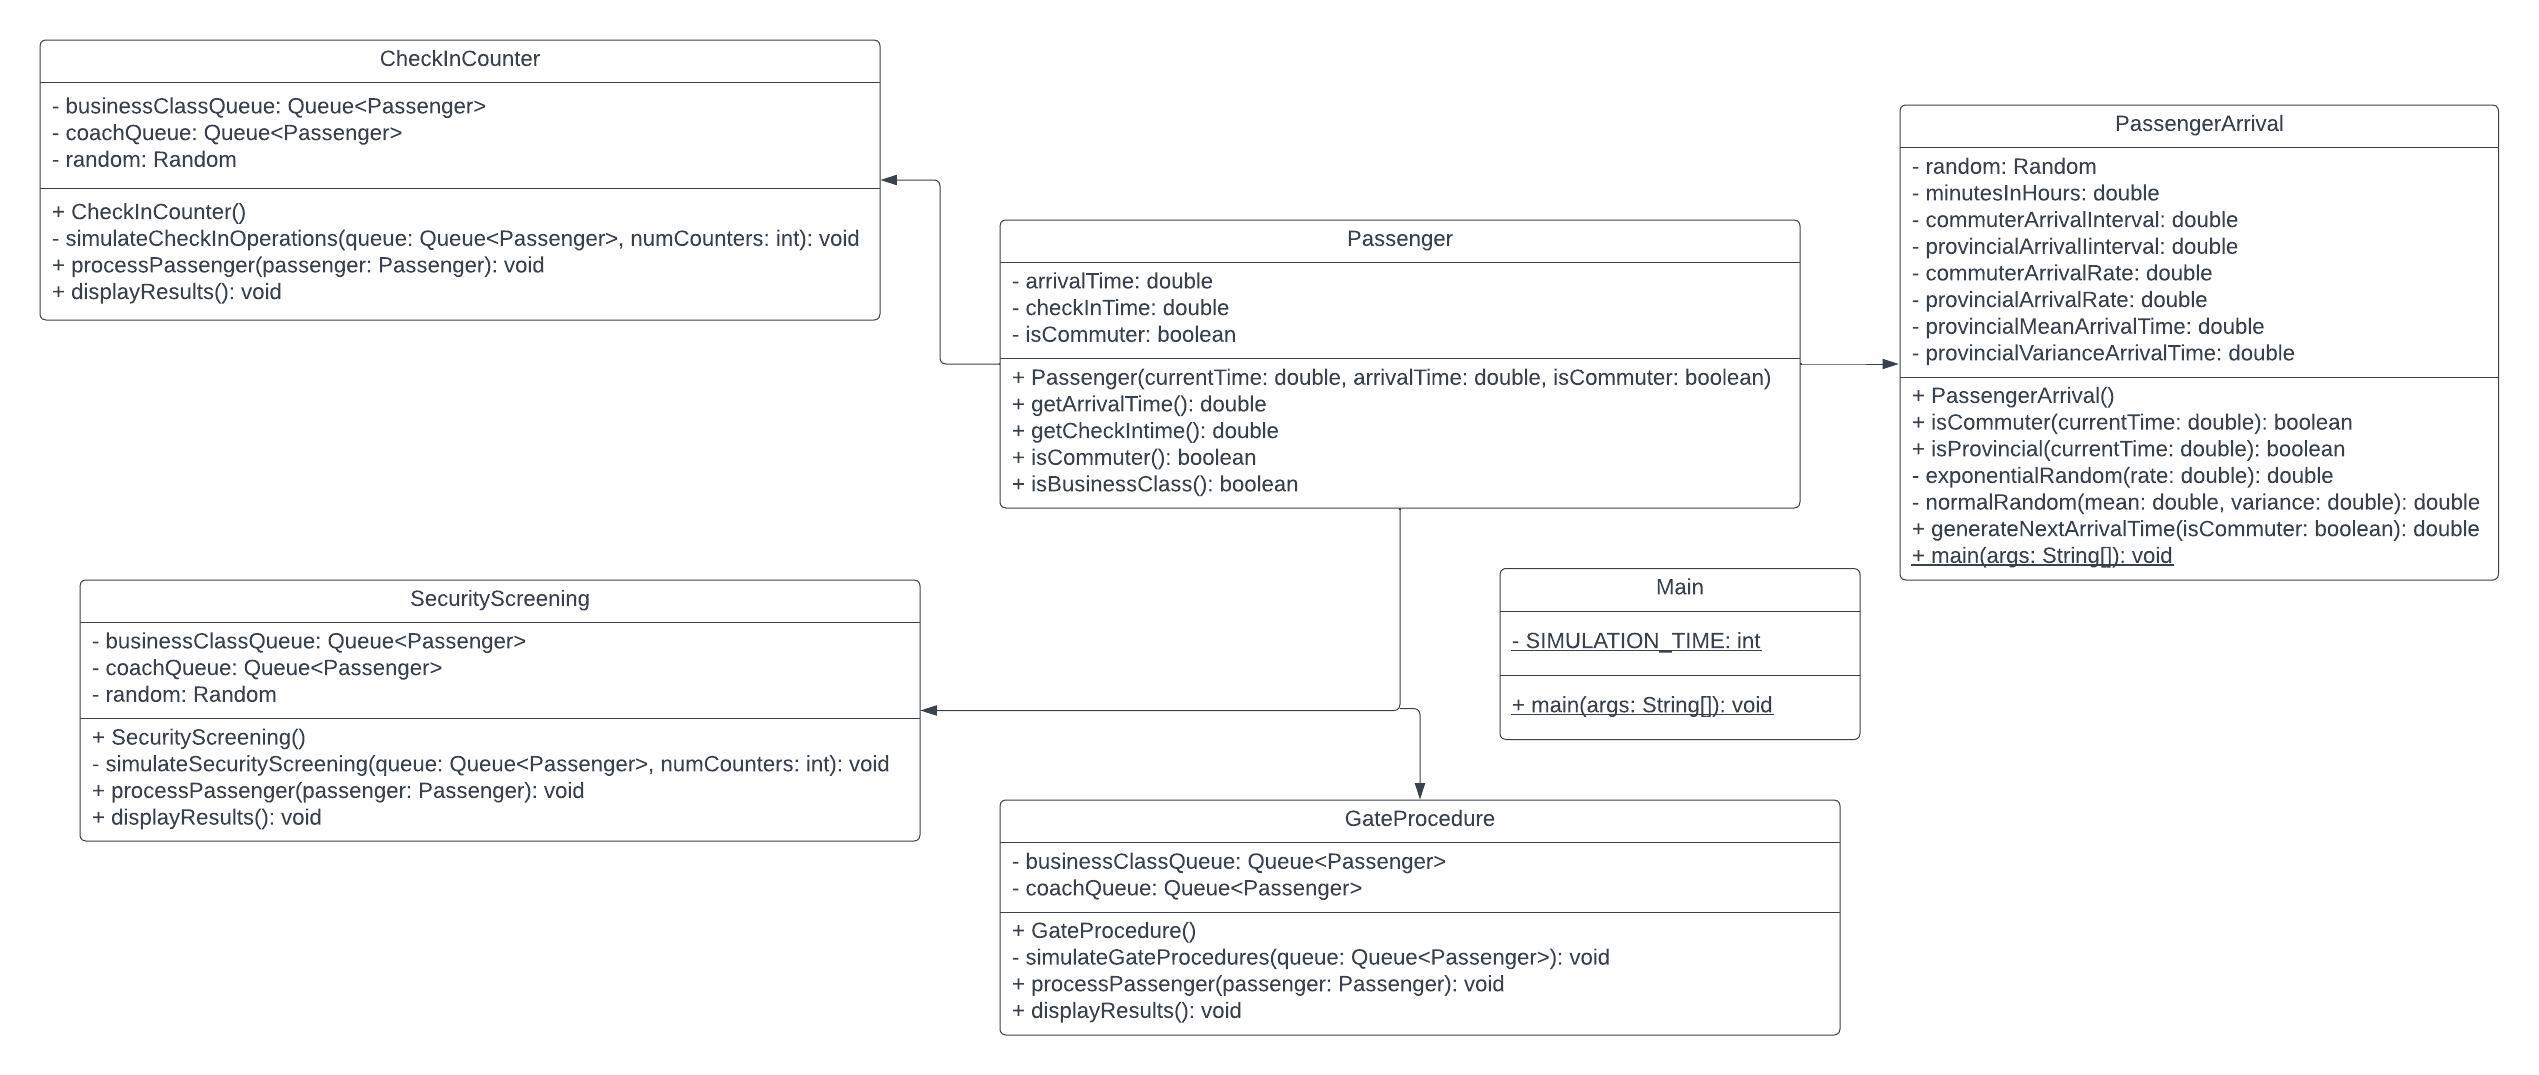 CheckInCounter
- businessClassQueue: Queue<Passenger>
- coachQueue: Queue<Passenger>
- random: Random
+ CheckInCounter()
- simulateCheckInOperations(queue: Queue<Passenger>, numCounters: int): void
+ processPassenger(passenger: Passenger): void
+ displayResults(): void
Passenger
- arrivalTime: double
- checkInTime: double
- isCommuter: boolean
+ Passenger(currentTime: double, arrivalTime: double, isCommuter: boolean)
+ getArrivalTime(): double
+ getCheckIntime(): double
+ isCommuter(): boolean
+ isBusinessClass(): boolean
PassengerArrival
- random: Random
- minutesInHours: double
- commuterArrivalInterval: double
- provincialArrivalIinterval: double
- commuterArrivalRate: double
- provincialArrivalRate: double
- provincialMeanArrivalTime: double
- provincialVarianceArrivalTime: double
+ PassengerArrival()
+ isCommuter(currentTime: double): boolean
+ isProvincial(currentTime: double): boolean
- exponentialRandom(rate: double): double
- normalRandom(mean: double, variance: double): double
+ generateNextArrivalTime(isCommuter: boolean): double
+ main(args: String[]): void
SecurityScreening
- businessClassQueue: Queue<Passenger>
- coachQueue: Queue<Passenger>
- random: Random
+ SecurityScreening()
- simulateSecurityScreening(queue: Queue<Passenger>, numCounters: int): void
+ processPassenger(passenger: Passenger): void
+ displayResults(): void
Main
- SIMULATION_TIME: int
+ main(args: String[]): void
GateProcedure
- businessClassQueue: Queue<Passenger>
- coachQueue: Queue<Passenger>
+ GateProcedure()
- simulateGateProcedures(queue: Queue<Passenger>): void
+ processPassenger(passenger: Passenger): void
+ displayResults(): void